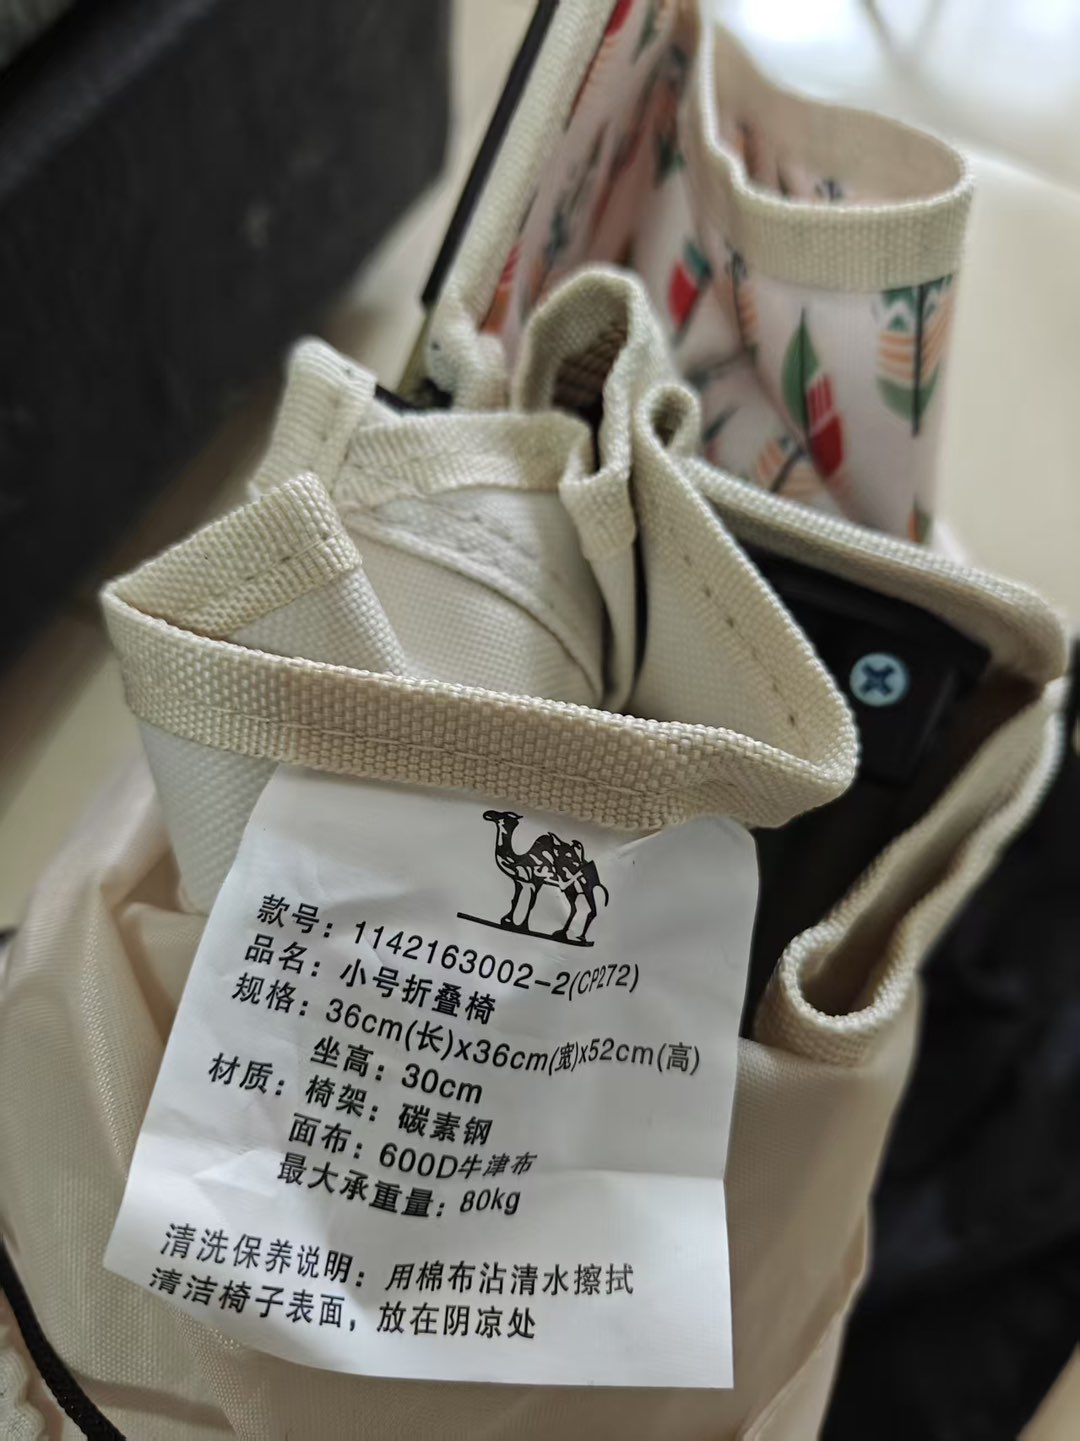 款号：1142163002-2(CP272)
品名：小号折叠椅
规格：36cm(长)x36cm(宽)x52cm(高)
坐高：30cm
材质：椅架：碳素钢
面布：600D牛津布
最大承重量：80kg
清洗保养说明：用棉布沾清水擦拭
清洁椅子表面，放在阴凉处